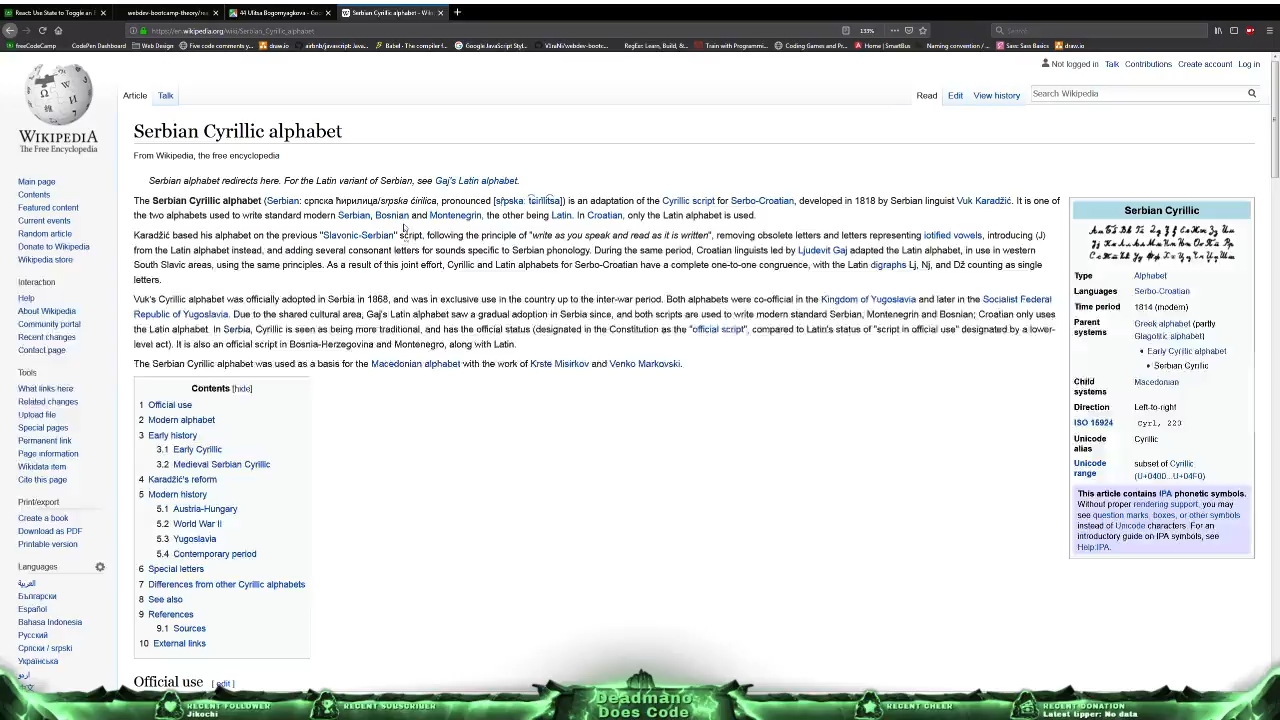 React: Use State to Toggle an E
webdev-bootcamp-theory/rea
44 Ulitsa Bogomyagkova - Goo
Serbian Cyrillic alphabet - Wiki
https://en.wikipedia.org/wiki/Serbian_Cyrillic_alphabet
133%
Search
freeCodeCamp
CodePen Dashboard
Web Design
Five code comments y...
draw.io
airbnb/javascript: Java...
Babel · The compiler f...
Google JavaScript Styl...
V1raNi/webdev-bootc...
RegExr: Learn, Build, &...
Train with Programmi...
Coding Games and Pr...
Home | SmartBus
Naming convention / ...
Sass: Sass Basics
draw.io
Not logged in Talk Contributions Create account Log in
Article Talk
Read Edit View history
Search Wikipedia
WIKIPEDIA
The Free Encyclopedia
Main page
Contents
Featured content
Current events
Random article
Donate to Wikipedia
Wikipedia store
Interaction
Help
About Wikipedia
Community portal
Recent changes
Contact page
Tools
What links here
Related changes
Upload file
Special pages
Permanent link
Page information
Wikidata item
Cite this page
Print/export
Create a book
Download as PDF
Printable version
Languages
العربية
Български
Español
Bahasa Indonesia
Русский
Српски / srpski
Українська
اردو
中文
Serbian Cyrillic alphabet
From Wikipedia, the free encyclopedia
Serbian alphabet redirects here. For the Latin variant of Serbian, see Gaj's Latin alphabet.
The Serbian Cyrillic alphabet (Serbian: српска ћирилица/srpska ćirilica, pronounced is an adaptation of the Cyrillic script for Serbo-Croatian, developed in 1818 by Serbian linguist Vuk Karadžić. It is one of
the two alphabets used to write standard modern Serbian, Bosnian and Montenegrin, the other being Latin. In Croatian, only the Latin alphabet is used.
Karadžić based his alphabet on the previous "Slavonic-Serbian" script, following the principle of "write as you speak and read as it is written", removing obsolete letters and letters representing iotified vowels, introducing ⟨J⟩
from the Latin alphabet instead, and adding several consonant letters for sounds specific to Serbian phonology. During the same period, Croatian linguists led by Ljudevit Gaj adapted the Latin alphabet, in use in western
South Slavic areas, using the same principles. As a result of this joint effort, Cyrillic and Latin alphabets for Serbo-Croatian have a complete one-to-one congruence, with the Latin digraphs Lj, Nj, and Dž counting as single
letters.
Vuk's Cyrillic alphabet was officially adopted in Serbia in 1868, and was in exclusive use in the country up to the inter-war period. Both alphabets were co-official in the Kingdom of Yugoslavia and later in the Socialist Federal
Republic of Yugoslavia. Due to the shared cultural area, Gaj's Latin alphabet saw a gradual adoption in Serbia since, and both scripts are used to write modern standard Serbian, Montenegrin and Bosnian; Croatian only uses
the Latin alphabet. In Serbia, Cyrillic is seen as being more traditional, and has the official status (designated in the Constitution as the "official script", compared to Latin's status of "script in official use" designated by a lower-
level act). It is also an official script in Bosnia-Herzegovina and Montenegro, along with Latin.
The Serbian Cyrillic alphabet was used as a basis for the Macedonian alphabet with the work of Krste Misirkov and Venko Markovski.
Contents [hide]
1 Official use
2 Modern alphabet
3 Early history
3.1 Early Cyrillic
3.2 Medieval Serbian Cyrillic
4 Karadžić's reform
5 Modern history
5.1 Austria-Hungary
5.2 World War II
5.3 Yugoslavia
5.4 Contemporary period
6 Special letters
7 Differences from other Cyrillic alphabets
8 See also
9 References
9.1 Sources
10 External links
Official use [ edit ]
Serbian Cyrillic
Type Alphabet
Languages Serbo-Croatian
Time period 1814 (modern)
Parent systems Greek alphabet (partly Glagolitic alphabet)
• Early Cyrillic alphabet
• Serbian Cyrillic
Child systems Macedonian
Direction Left-to-right
ISO 15924 Cyrl, 220
Unicode alias Cyrillic
Unicode range subset of Cyrillic (U+0400...U+04F0)
This article contains IPA phonetic symbols.
Without proper rendering support, you may
see question marks, boxes, or other symbols
instead of Unicode characters. For an
introductory guide on IPA symbols, see
Help:IPA.
RECENT FOLLOWER
Jikochi
RECENT SUBSCRIBER
Deadmano
Does Code
RECENT CHEER
RECENT DONATION
Latest tipper: No data